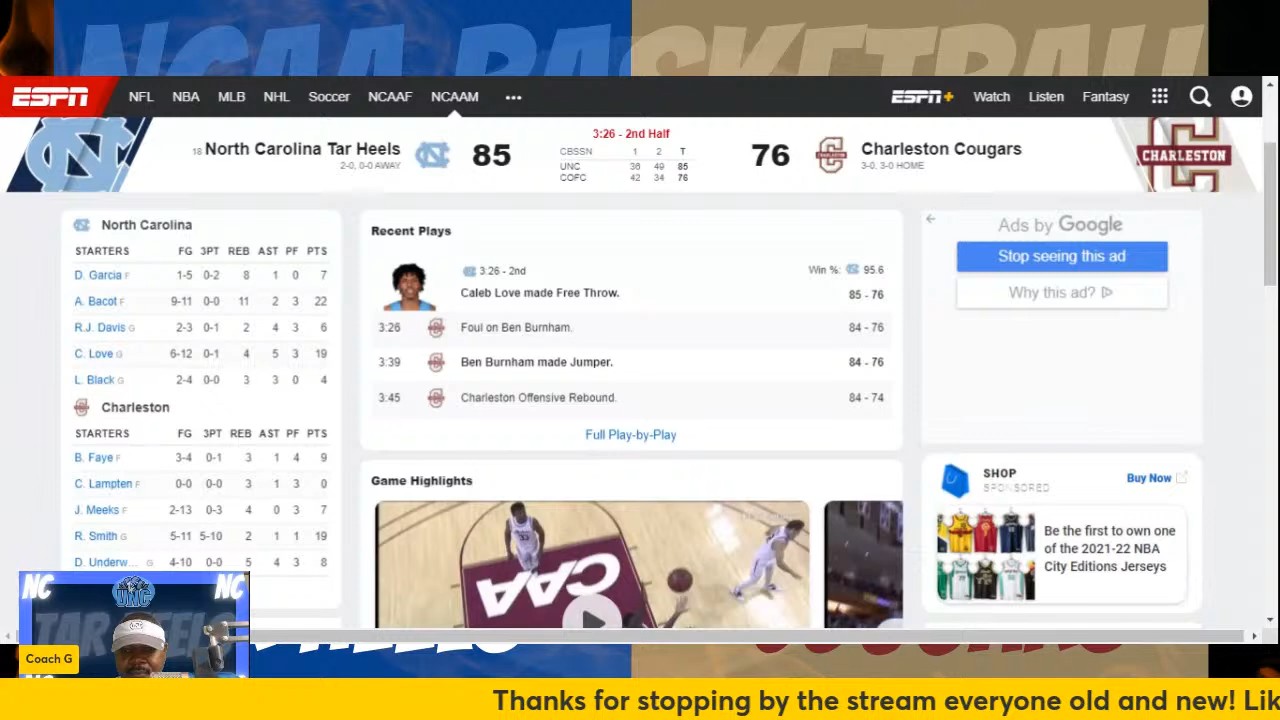 NCAA BASKETBALL
ESPN NFL NBA MLB NHL Soccer NCAAF NCAAM ••• ESPN+ Watch Listen Fantasy
18 North Carolina Tar Heels
2-0, 0-0 AWAY
85
3:26 - 2nd Half
CBSSN 1 2 T
UNC 36 49 85
COFC 42 34 76
76
Charleston Cougars
3-0, 3-0 HOME
CHARLESTON
North Carolina
STARTERS FG 3PT REB AST PF PTS
D. Garcia F 1-5 0-2 8 1 0 7
A. Bacot F 9-11 0-0 11 2 3 22
R.J. Davis G 2-3 0-1 2 4 3 6
C. Love G 6-12 0-1 4 5 3 19
L. Black G 2-4 0-0 3 3 0 4
Charleston
STARTERS FG 3PT REB AST PF PTS
B. Faye F 3-4 0-1 3 1 4 9
C. Lampten F 0-0 0-0 3 1 3 0
J. Meeks F 2-13 0-3 4 0 3 7
R. Smith G 5-11 5-10 2 1 1 19
D. Underw... G 4-10 0-0 5 4 3 8
Recent Plays
3:26 - 2nd Win %: 95.6
Caleb Love made Free Throw. 85 - 76
3:26 Foul on Ben Burnham. 84 - 76
3:39 Ben Burnham made Jumper. 84 - 76
3:45 Charleston Offensive Rebound. 84 - 74
Full Play-by-Play
Game Highlights
CAA
Ads by Google
Stop seeing this ad
Why this ad?
SHOP
SPONSORED
Buy Now
Be the first to own one
of the 2021-22 NBA
City Editions Jerseys
NC UNC NC
TAR HEELS
Coach G
Thanks for stopping by the stream everyone old and new! Lik